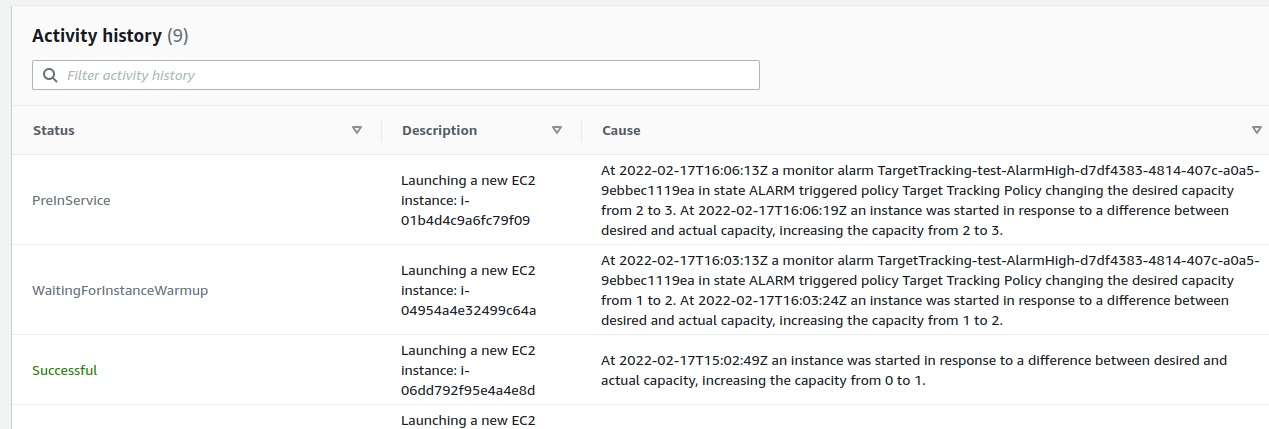 Activity history (9)
Filter activity history
Status
Description
Cause
PreInService
Launching a new EC2
instance: i-
01b4d4c9a6fc79f09
At 2022-02-17T16:06:13Z a monitor alarm TargetTracking-test-AlarmHigh-d7df4383-4814-407c-a0a5-
9ebbec1119ea in state ALARM triggered policy Target Tracking Policy changing the desired capacity
from 2 to 3. At 2022-02-17T16:06:19Z an instance was started in response to a difference between
desired and actual capacity, increasing the capacity from 2 to 3.
WaitingForInstanceWarmup
Launching a new EC2
instance: i-
04954a4e32499c64a
At 2022-02-17T16:03:13Z a monitor alarm TargetTracking-test-AlarmHigh-d7df4383-4814-407c-a0a5-
9ebbec1119ea in state ALARM triggered policy Target Tracking Policy changing the desired capacity
from 1 to 2. At 2022-02-17T16:03:24Z an instance was started in response to a difference between
desired and actual capacity, increasing the capacity from 1 to 2.
Successful
Launching a new EC2
instance: i-
06dd792f95e4a4e8d
At 2022-02-17T15:02:49Z an instance was started in response to a difference between desired and
actual capacity, increasing the capacity from 0 to 1.
Launching a new EC2